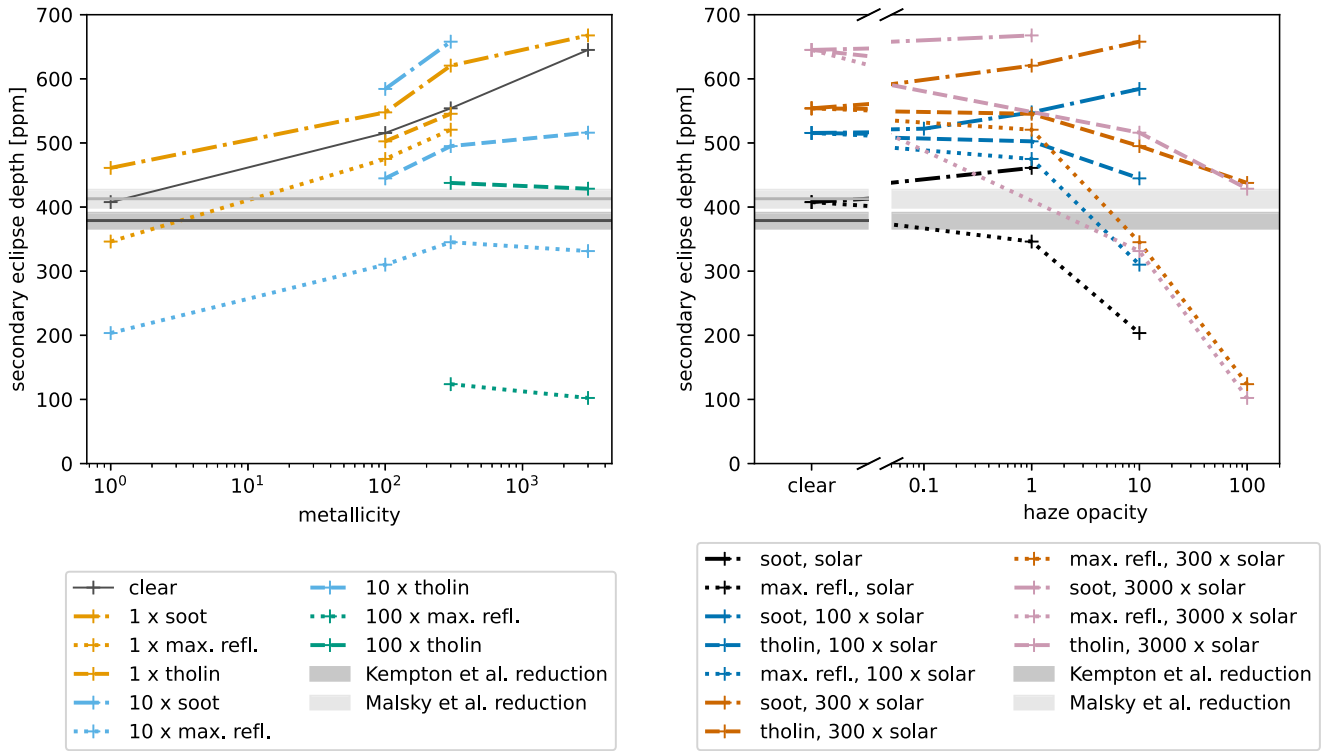 700
600
500
400
300
200
100
0
secondary eclipse depth [ppm]
10⁰ 10¹ 10² 10³
metallicity
700
600
500
400
300
200
100
0
secondary eclipse depth [ppm]
clear 0.1 1 10 100
haze opacity
clear
1 x soot
1 x max. refl.
1 x tholin
10 x soot
10 x max. refl.
10 x tholin
100 x max. refl.
100 x tholin
Kempton et al. reduction
Malsky et al. reduction
soot, solar
max. refl., solar
soot, 100 x solar
tholin, 100 x solar
max. refl., 100 x solar
soot, 300 x solar
tholin, 300 x solar
max. refl., 300 x solar
soot, 3000 x solar
max. refl., 3000 x solar
tholin, 3000 x solar
Kempton et al. reduction
Malsky et al. reduction